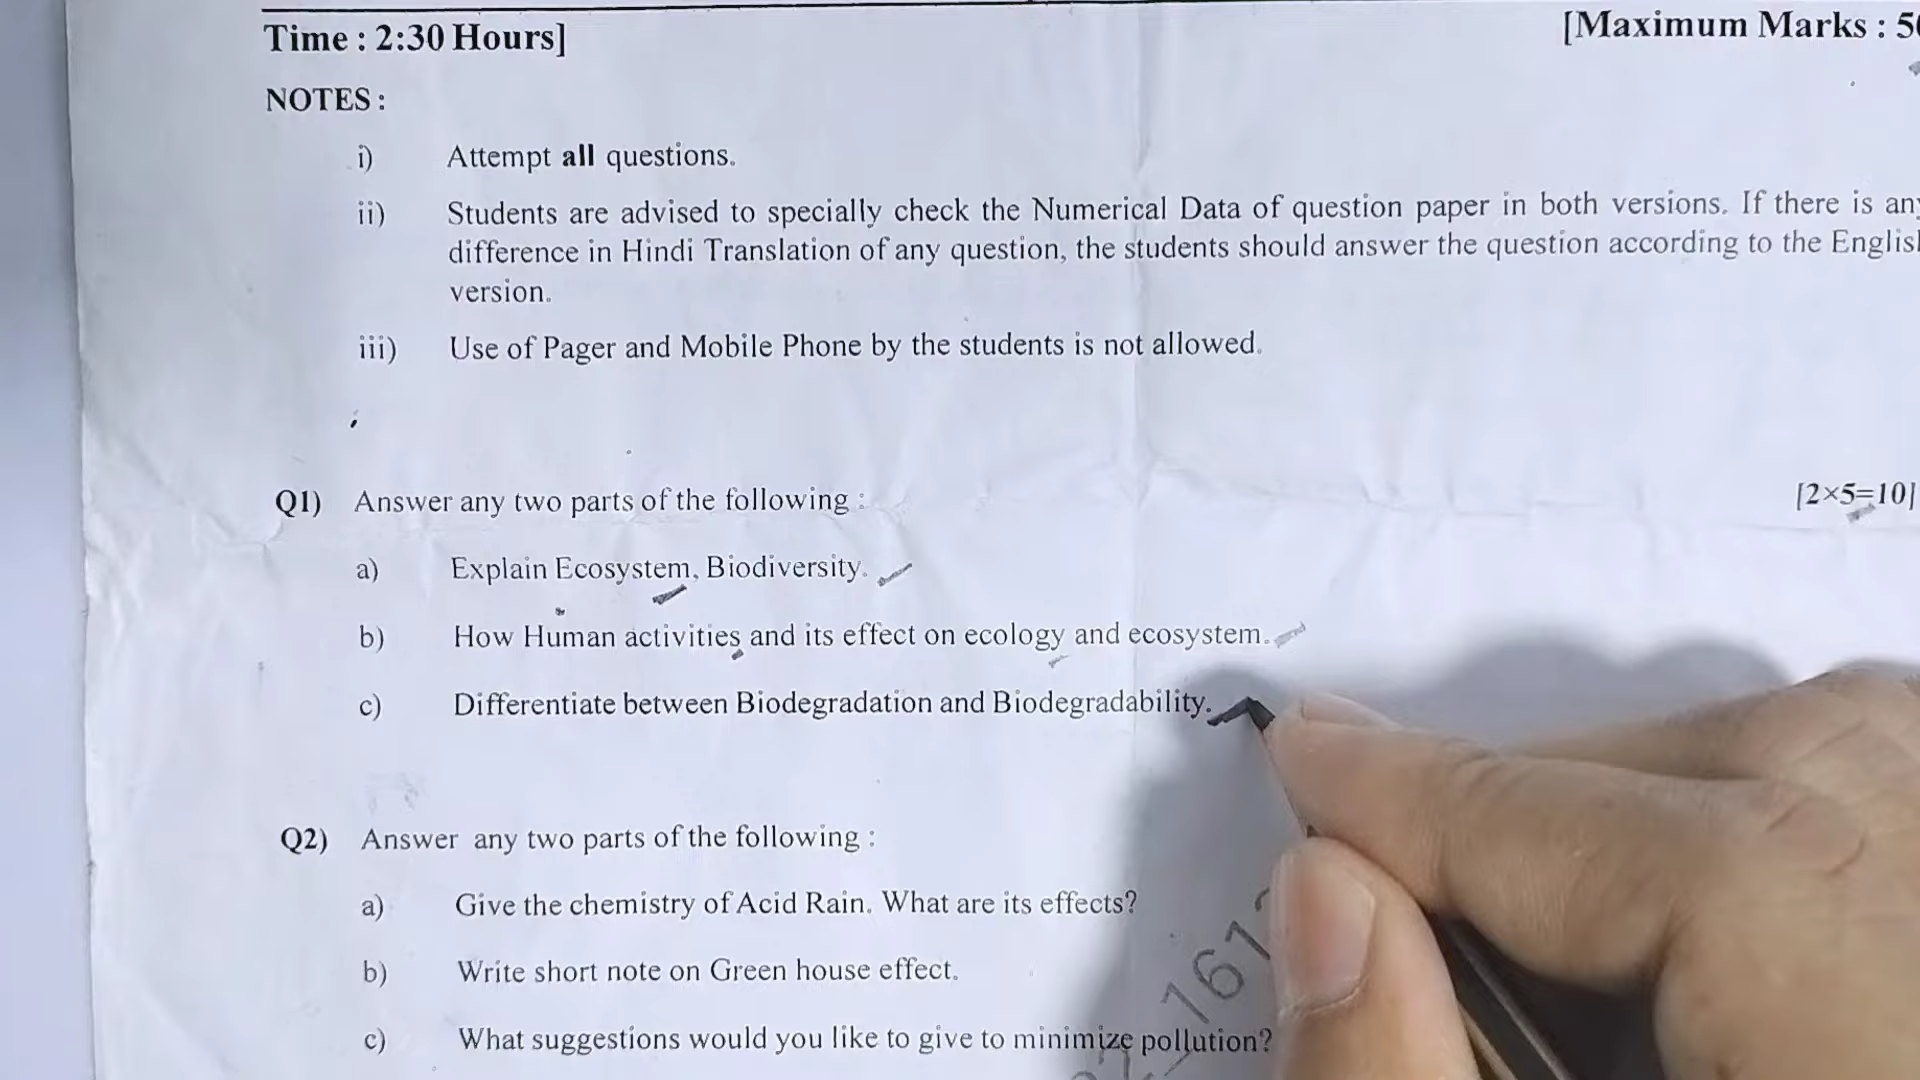 Time : 2:30 Hours]
[Maximum Marks :
NOTES :
i) Attempt all questions.
ii) Students are advised to specially check the Numerical Data of question paper in both versions. If there is
difference in Hindi Translation of any question, the students should answer the question according to the
version.
iii) Use of Pager and Mobile Phone by the students is not allowed.
Q1) Answer any two parts of the following : [2×5=10]
a) Explain Ecosystem, Biodiversity.
b) How Human activities and its effect on ecology and ecosystem.
c) Differentiate between Biodegradation and Biodegradability.
Q2) Answer any two parts of the following :
a) Give the chemistry of Acid Rain. What are its effects?
b) Write short note on Green house effect.
c) What suggestions would you like to give to minimize pollution?